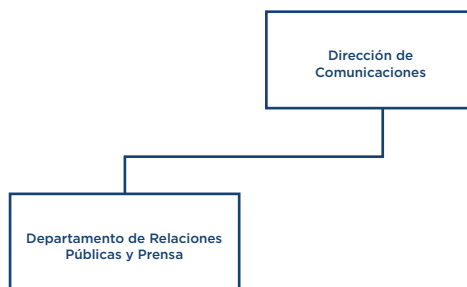 Dirección de
Comunicaciones
Departamento de Relaciones
Públicas y Prensa